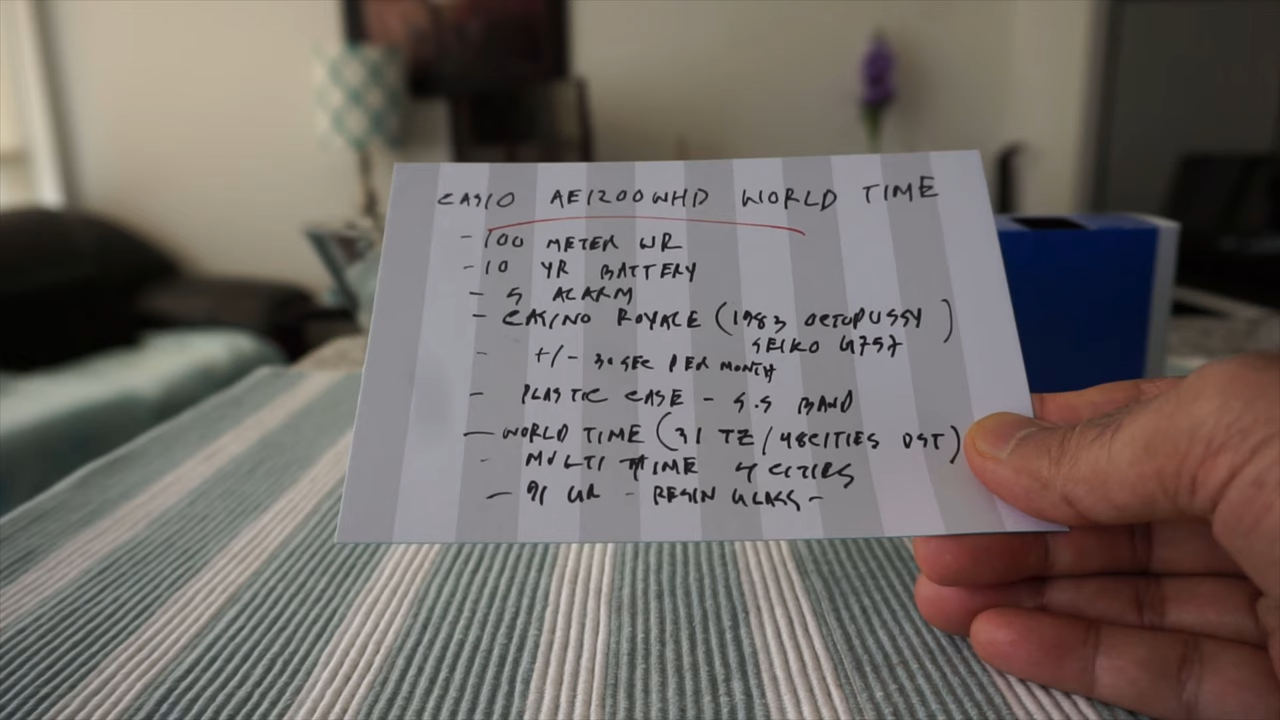 CASIO AE1200WHD WORLD TIME
- 100 METER WR
- 10 YR BATTERY
- 5 ALARM
- CASINO ROYALE (1983 OCTOPUSSY)
SEIKO G757
- +/- 30 SEC PER MONTH
- PLASTIC CASE - S.S BAND
- WORLD TIME (31 TZ/48CITIES DST)
- MULTI TIME 4 CITIES
- 91 GR - RESIN GLASS -